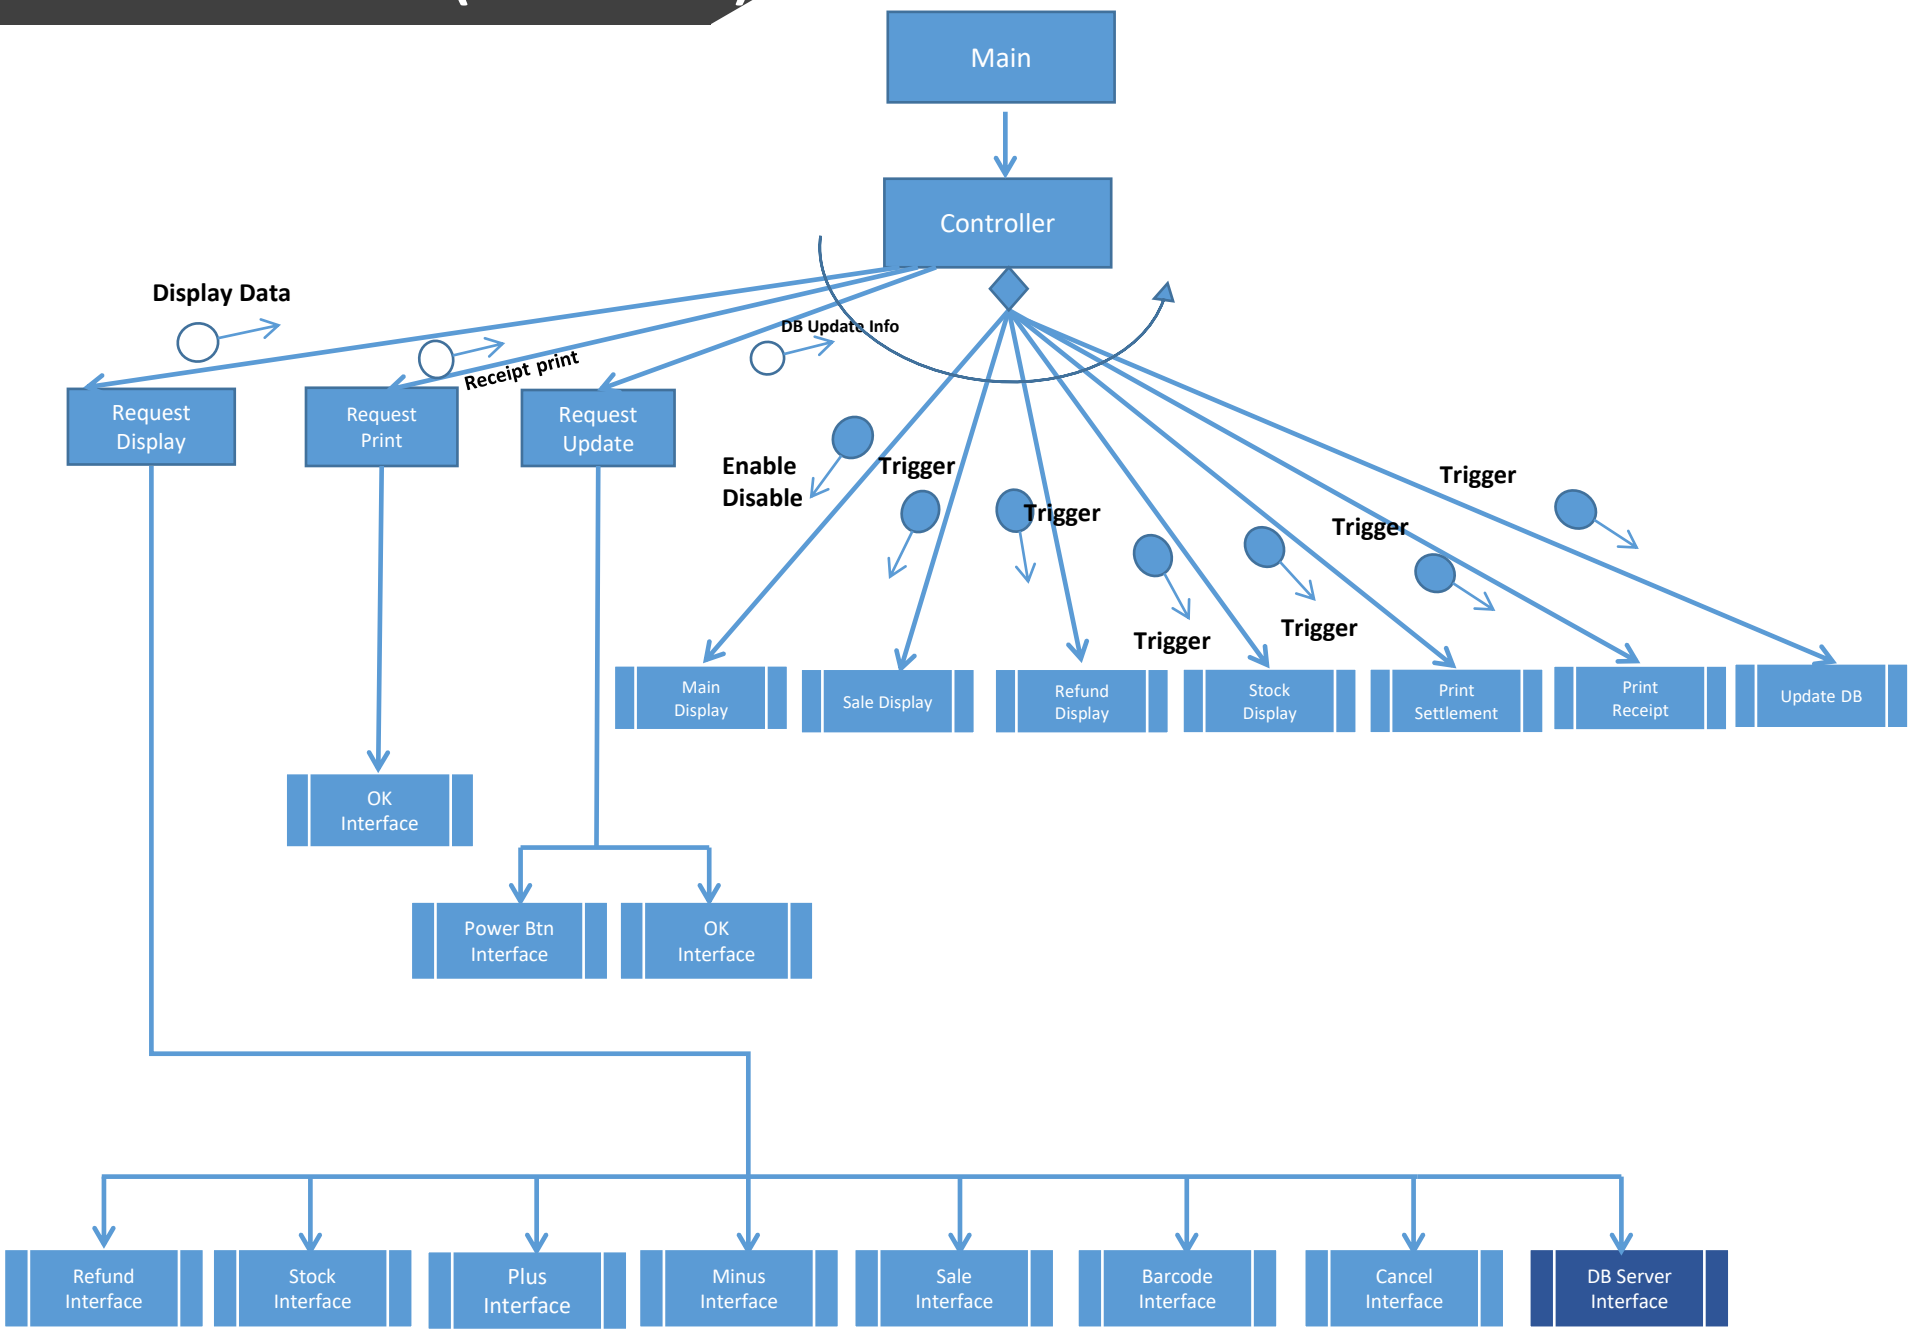 Main
Controller
Display Data
DB Update Info
Receipt print
Request
Display
Request
Print
Request
Update
Enable
Disable
Trigger
Trigger
Trigger
Trigger
Trigger
Trigger
Main
Display
Sale Display
Refund
Display
Stock
Display
Print
Settlement
Print
Receipt
Update DB
OK
Interface
Power Btn
Interface
OK
Interface
Refund
Interface
Stock
Interface
Plus
Interface
Minus
Interface
Sale
Interface
Barcode
Interface
Cancel
Interface
DB Server
Interface